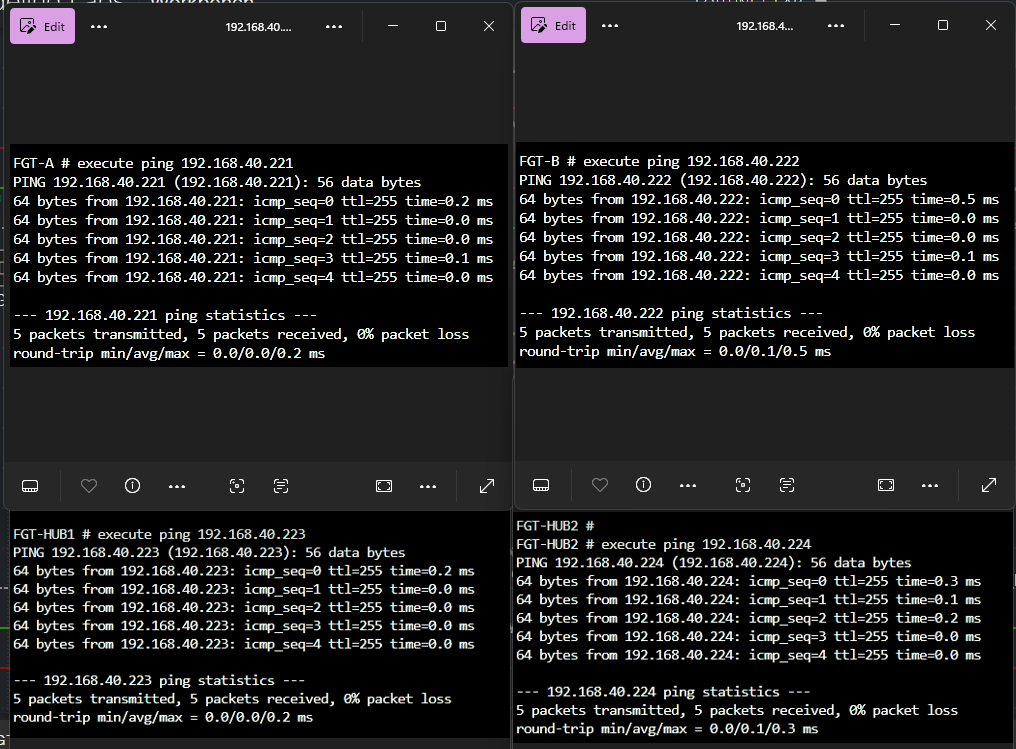 Edit ... 192.168.40.... ...
FGT-A # execute ping 192.168.40.221
PING 192.168.40.221 (192.168.40.221): 56 data bytes
64 bytes from 192.168.40.221: icmp_seq=0 ttl=255 time=0.2 ms
64 bytes from 192.168.40.221: icmp_seq=1 ttl=255 time=0.0 ms
64 bytes from 192.168.40.221: icmp_seq=2 ttl=255 time=0.0 ms
64 bytes from 192.168.40.221: icmp_seq=3 ttl=255 time=0.1 ms
64 bytes from 192.168.40.221: icmp_seq=4 ttl=255 time=0.0 ms
--- 192.168.40.221 ping statistics ---
5 packets transmitted, 5 packets received, 0% packet loss
round-trip min/avg/max = 0.0/0.0/0.2 ms
Edit ... 192.168.4... ...
FGT-B # execute ping 192.168.40.222
PING 192.168.40.222 (192.168.40.222): 56 data bytes
64 bytes from 192.168.40.222: icmp_seq=0 ttl=255 time=0.5 ms
64 bytes from 192.168.40.222: icmp_seq=1 ttl=255 time=0.0 ms
64 bytes from 192.168.40.222: icmp_seq=2 ttl=255 time=0.0 ms
64 bytes from 192.168.40.222: icmp_seq=3 ttl=255 time=0.1 ms
64 bytes from 192.168.40.222: icmp_seq=4 ttl=255 time=0.0 ms
--- 192.168.40.222 ping statistics ---
5 packets transmitted, 5 packets received, 0% packet loss
round-trip min/avg/max = 0.0/0.1/0.5 ms
FGT-HUB1 # execute ping 192.168.40.223
PING 192.168.40.223 (192.168.40.223): 56 data bytes
64 bytes from 192.168.40.223: icmp_seq=0 ttl=255 time=0.2 ms
64 bytes from 192.168.40.223: icmp_seq=1 ttl=255 time=0.0 ms
64 bytes from 192.168.40.223: icmp_seq=2 ttl=255 time=0.0 ms
64 bytes from 192.168.40.223: icmp_seq=3 ttl=255 time=0.0 ms
64 bytes from 192.168.40.223: icmp_seq=4 ttl=255 time=0.0 ms
--- 192.168.40.223 ping statistics ---
5 packets transmitted, 5 packets received, 0% packet loss
round-trip min/avg/max = 0.0/0.0/0.2 ms
FGT-HUB2 #
FGT-HUB2 # execute ping 192.168.40.224
PING 192.168.40.224 (192.168.40.224): 56 data bytes
64 bytes from 192.168.40.224: icmp_seq=0 ttl=255 time=0.3 ms
64 bytes from 192.168.40.224: icmp_seq=1 ttl=255 time=0.1 ms
64 bytes from 192.168.40.224: icmp_seq=2 ttl=255 time=0.2 ms
64 bytes from 192.168.40.224: icmp_seq=3 ttl=255 time=0.0 ms
64 bytes from 192.168.40.224: icmp_seq=4 ttl=255 time=0.0 ms
--- 192.168.40.224 ping statistics ---
5 packets transmitted, 5 packets received, 0% packet loss
round-trip min/avg/max = 0.0/0.1/0.3 ms